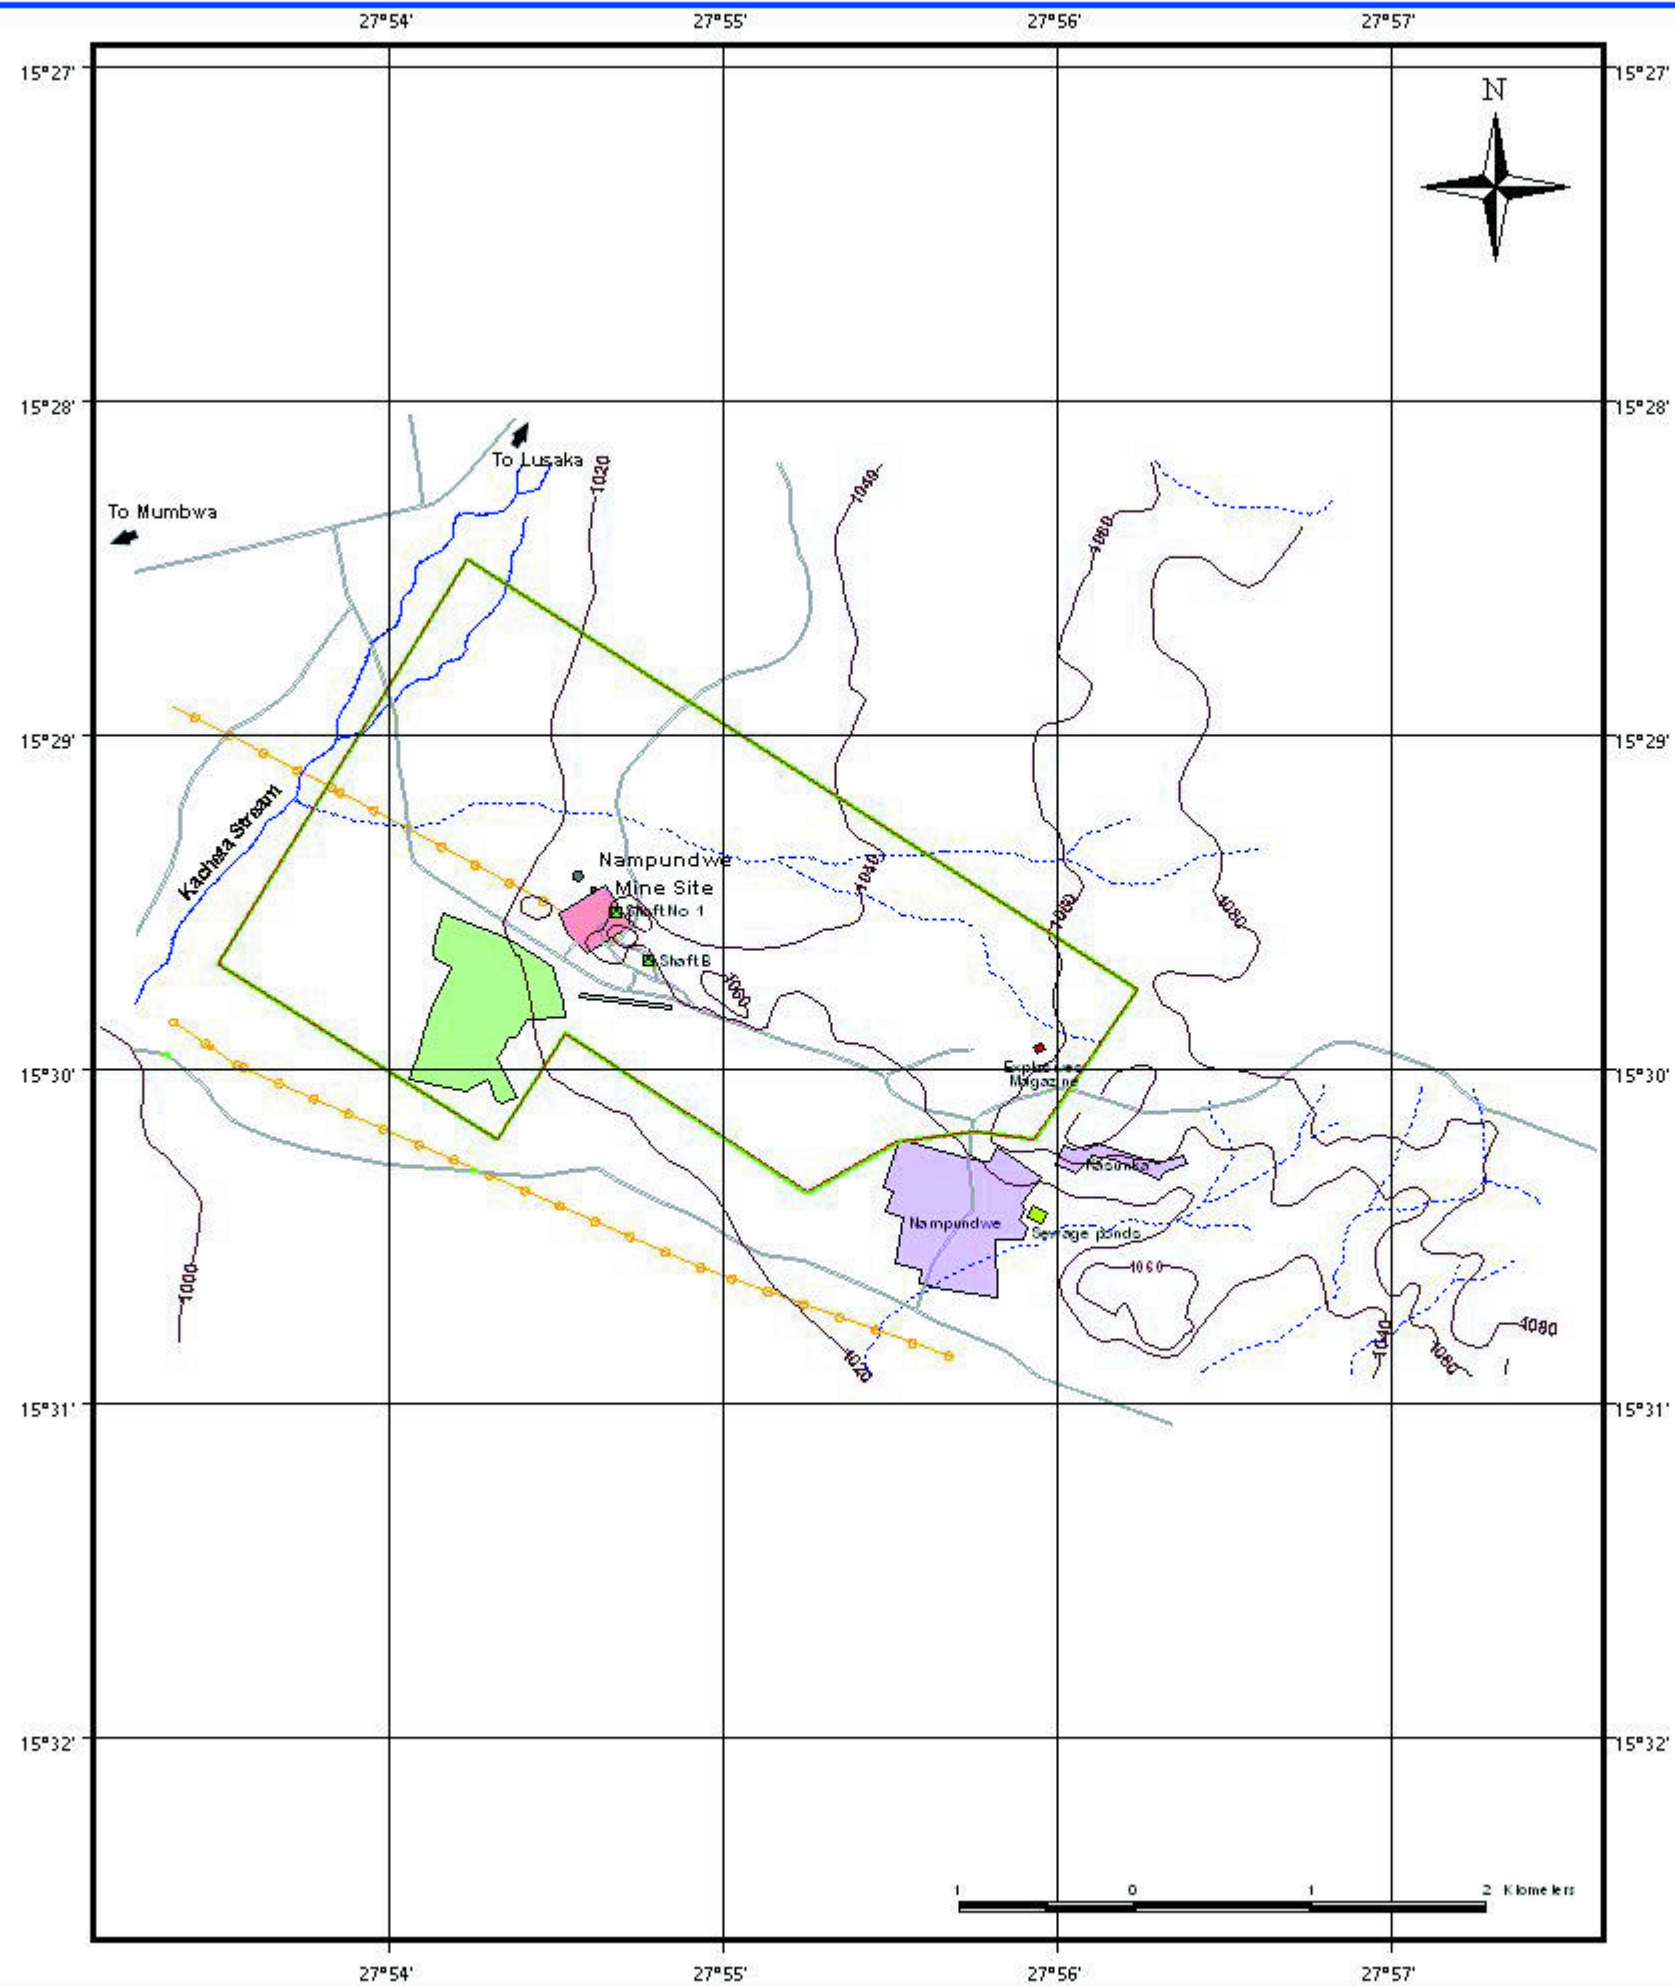 27°54' 27°55' 27°56' 27°57'
15°27' 15°27'
N
15°28' 15°28'
To Lusaka
1020
1040
To Mumbwa
1060
15°29' 15°29'
Kacheta Stream
Nampundwe
Mine Site
1040
Shaft No 1
1060
1080
Shaft B
1060
15°30' 15°30'
Explosives
Magazine
Nampundwe
Sewage ponds
1060
1000
1020
1040
1060
1080
15°31' 15°31'
15°32' 15°32'
1 0 1 2 Kilometers
27°54' 27°55' 27°56' 27°57'